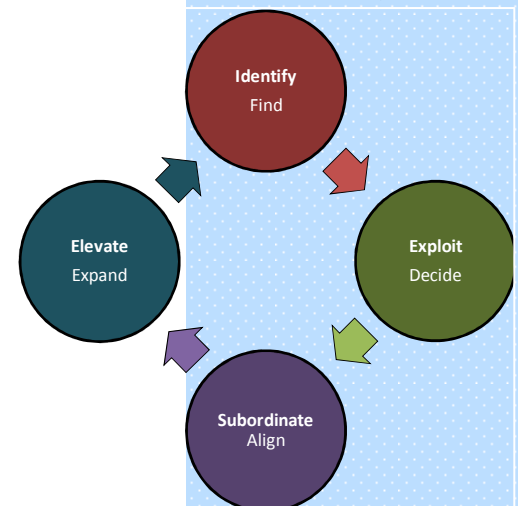 Identify
Find
Elevate
Expand
Exploit
Decide
Subordinate
Align